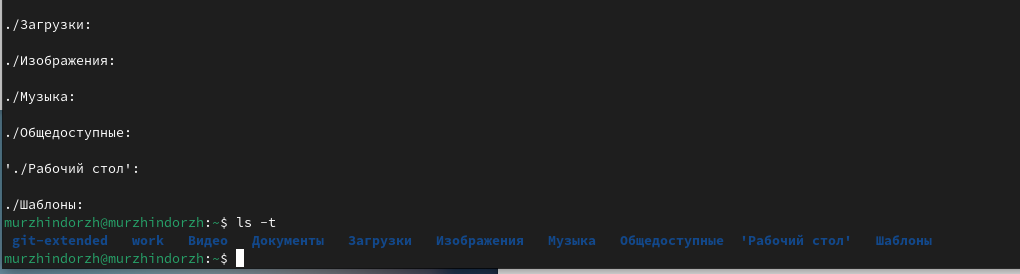 ./Загрузки:
./Изображения:
./Музыка:
./Общедоступные:
'./Рабочий стол':
./Шаблоны:
murzhindorzh@murzhindorzh:~$ ls -t
git-extended work Видео Документы Загрузки Изображения Музыка Общедоступные 'Рабочий стол' Шаблоны
murzhindorzh@murzhindorzh:~$